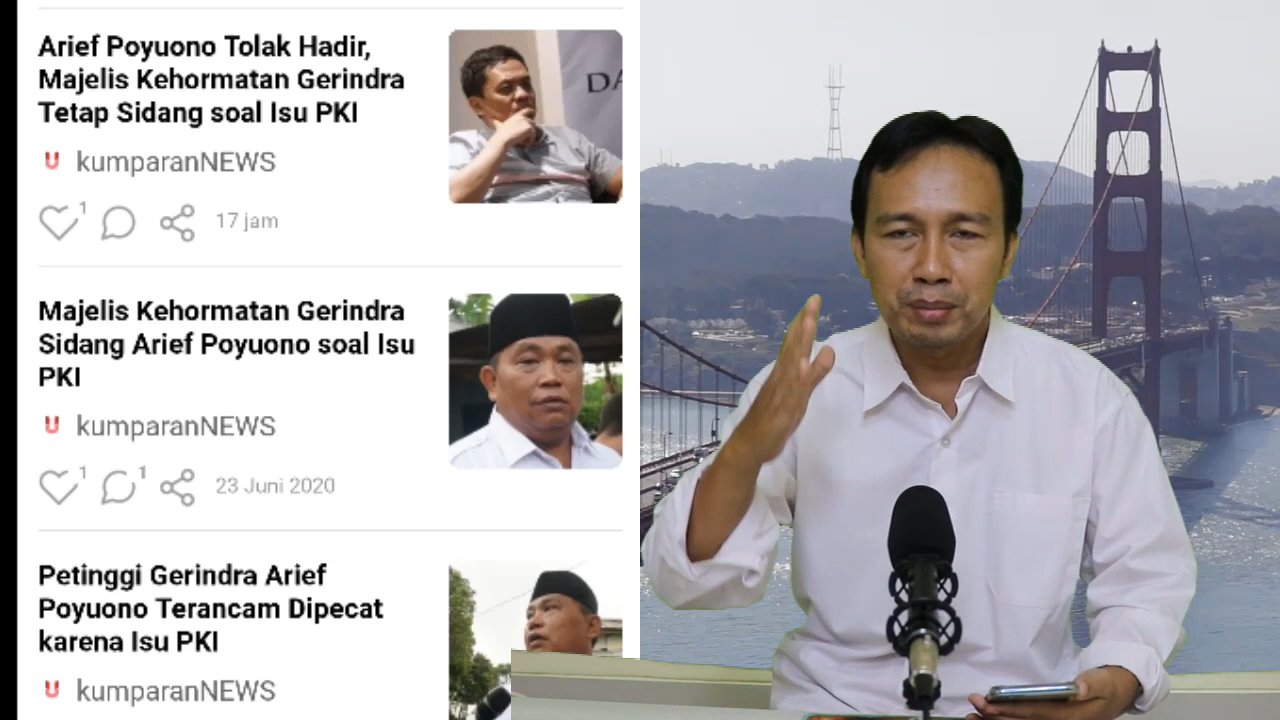 Arief Poyuono Tolak Hadir,
Majelis Kehormatan Gerindra
Tetap Sidang soal Isu PKI
kumparanNEWS
1
17 jam
DA
Majelis Kehormatan Gerindra
Sidang Arief Poyuono soal Isu
PKI
kumparanNEWS
1 1
23 Juni 2020
Petinggi Gerindra Arief
Poyuono Terancam Dipecat
karena Isu PKI
kumparanNEWS